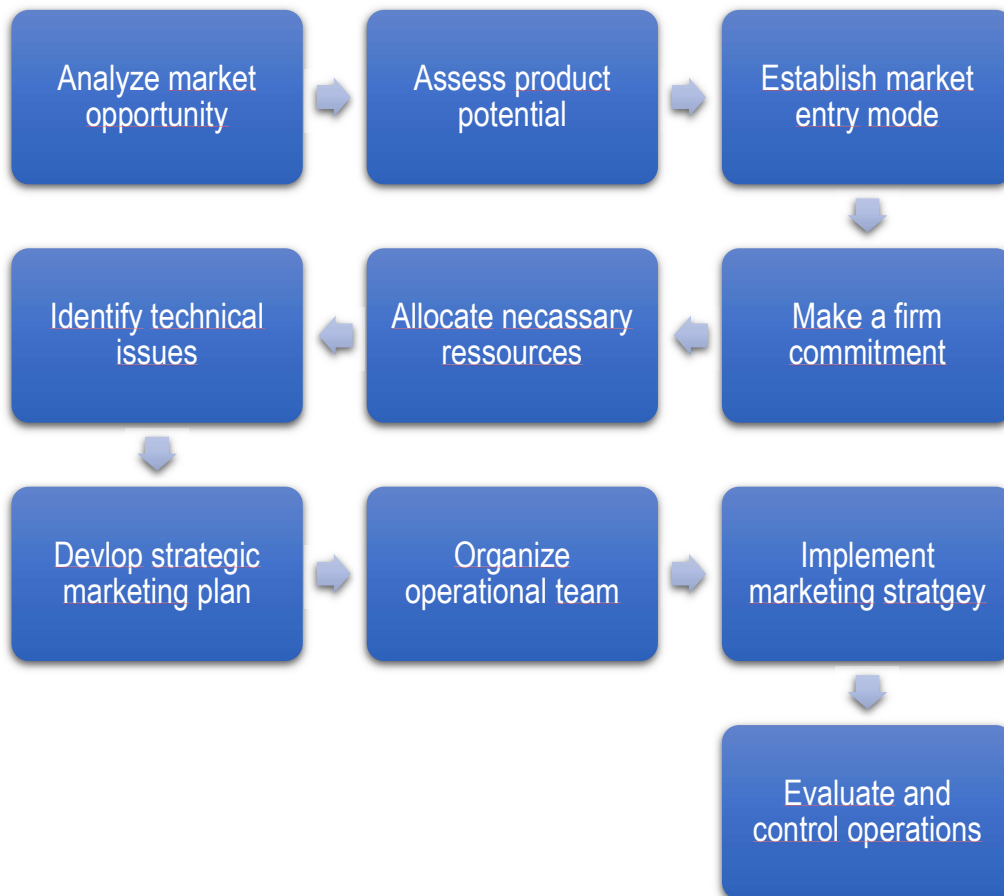 Analyze market
opportunity
Assess product
potential
Establish market
entry mode
Make a firm
commitment
Allocate necassary
ressources
Identify technical
issues
Devlop strategic
marketing plan
Organize
operational team
Implement
marketing stratgey
Evaluate and
control operations